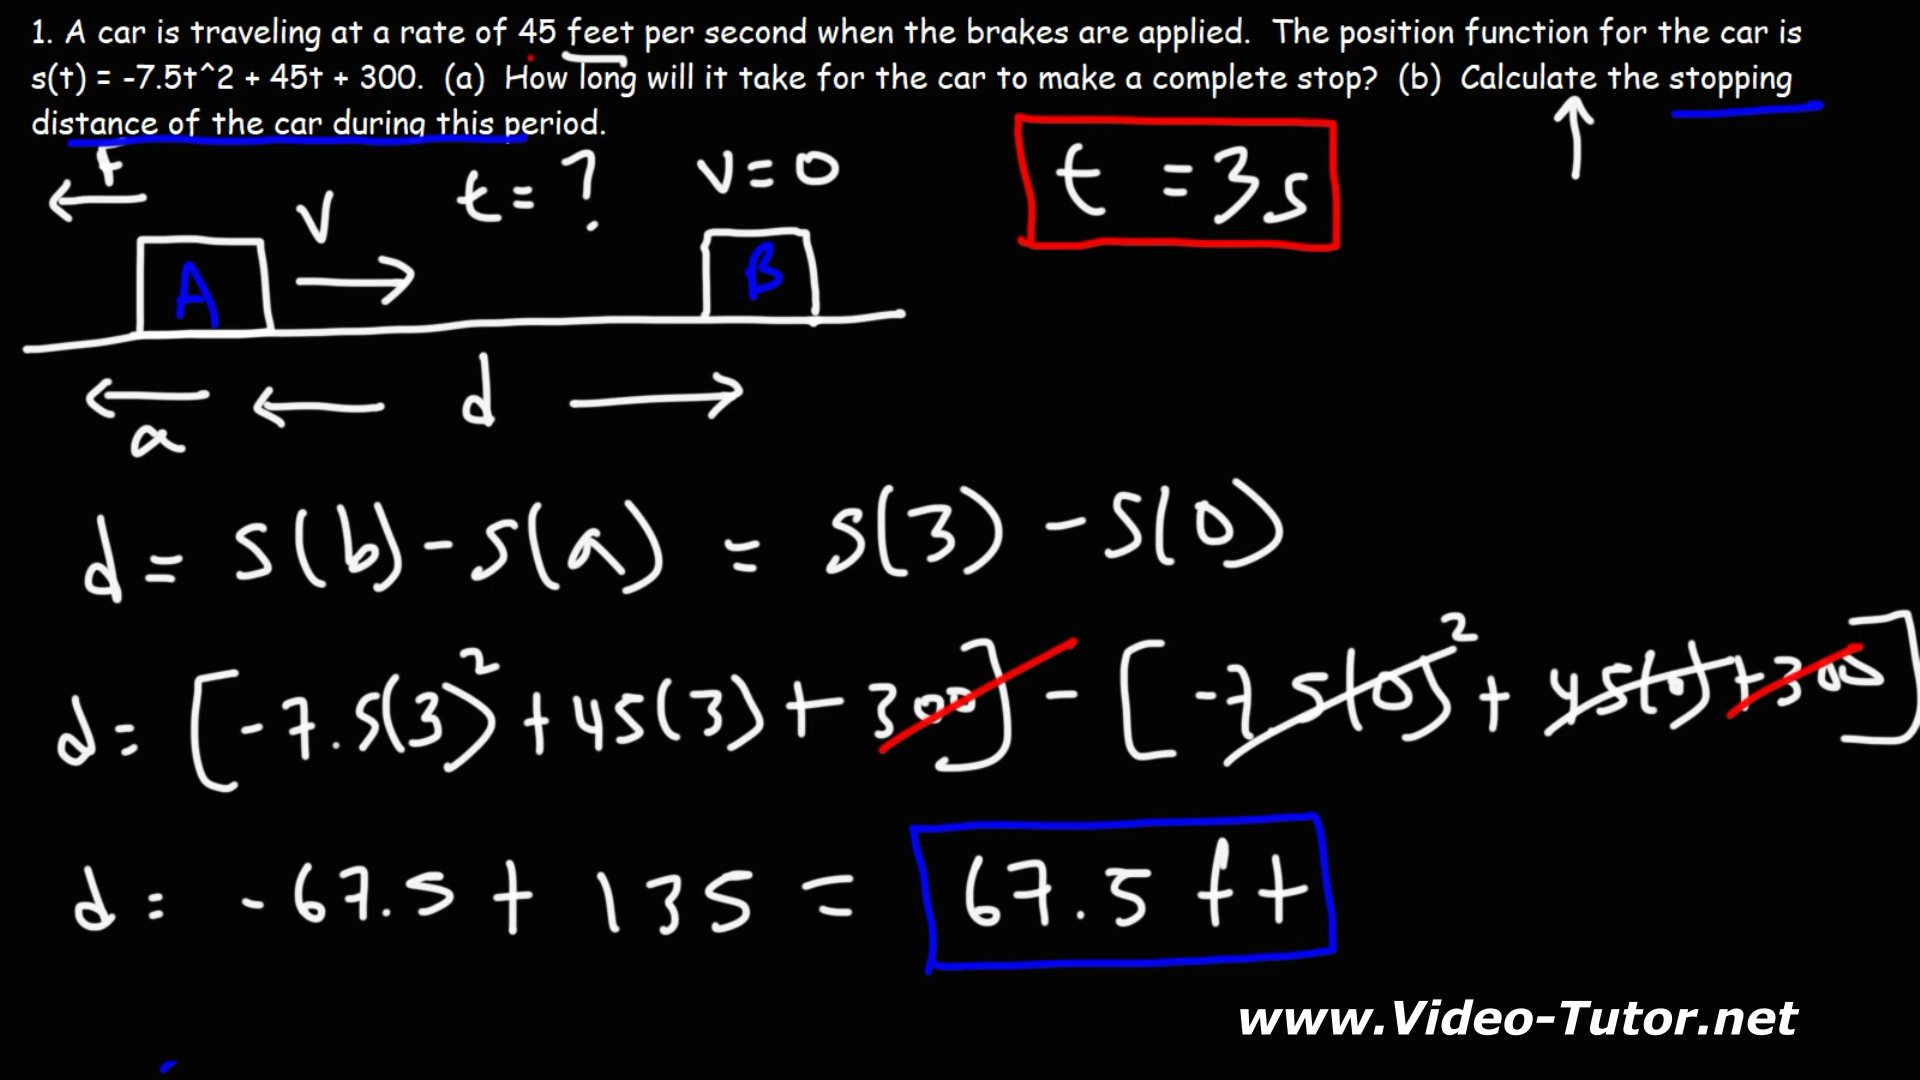 1. A car is traveling at a rate of 45 feet per second when the brakes are applied. The position function for the car is
s(t) = -7.5t^2 + 45t + 300. (a) How long will it take for the car to make a complete stop? (b) Calculate the stopping
distance of the car during this period.
t = ? v = 0 t = 3s
v
A B
d
a
d = s(b) - s(a) = s(3) - s(0)
d = [-7.5(3)² + 45(3) + 300] - [-7.5(0)² + 45(0) + 300]
d = -67.5 + 135 = 67.5 ft
www.Video-Tutor.net